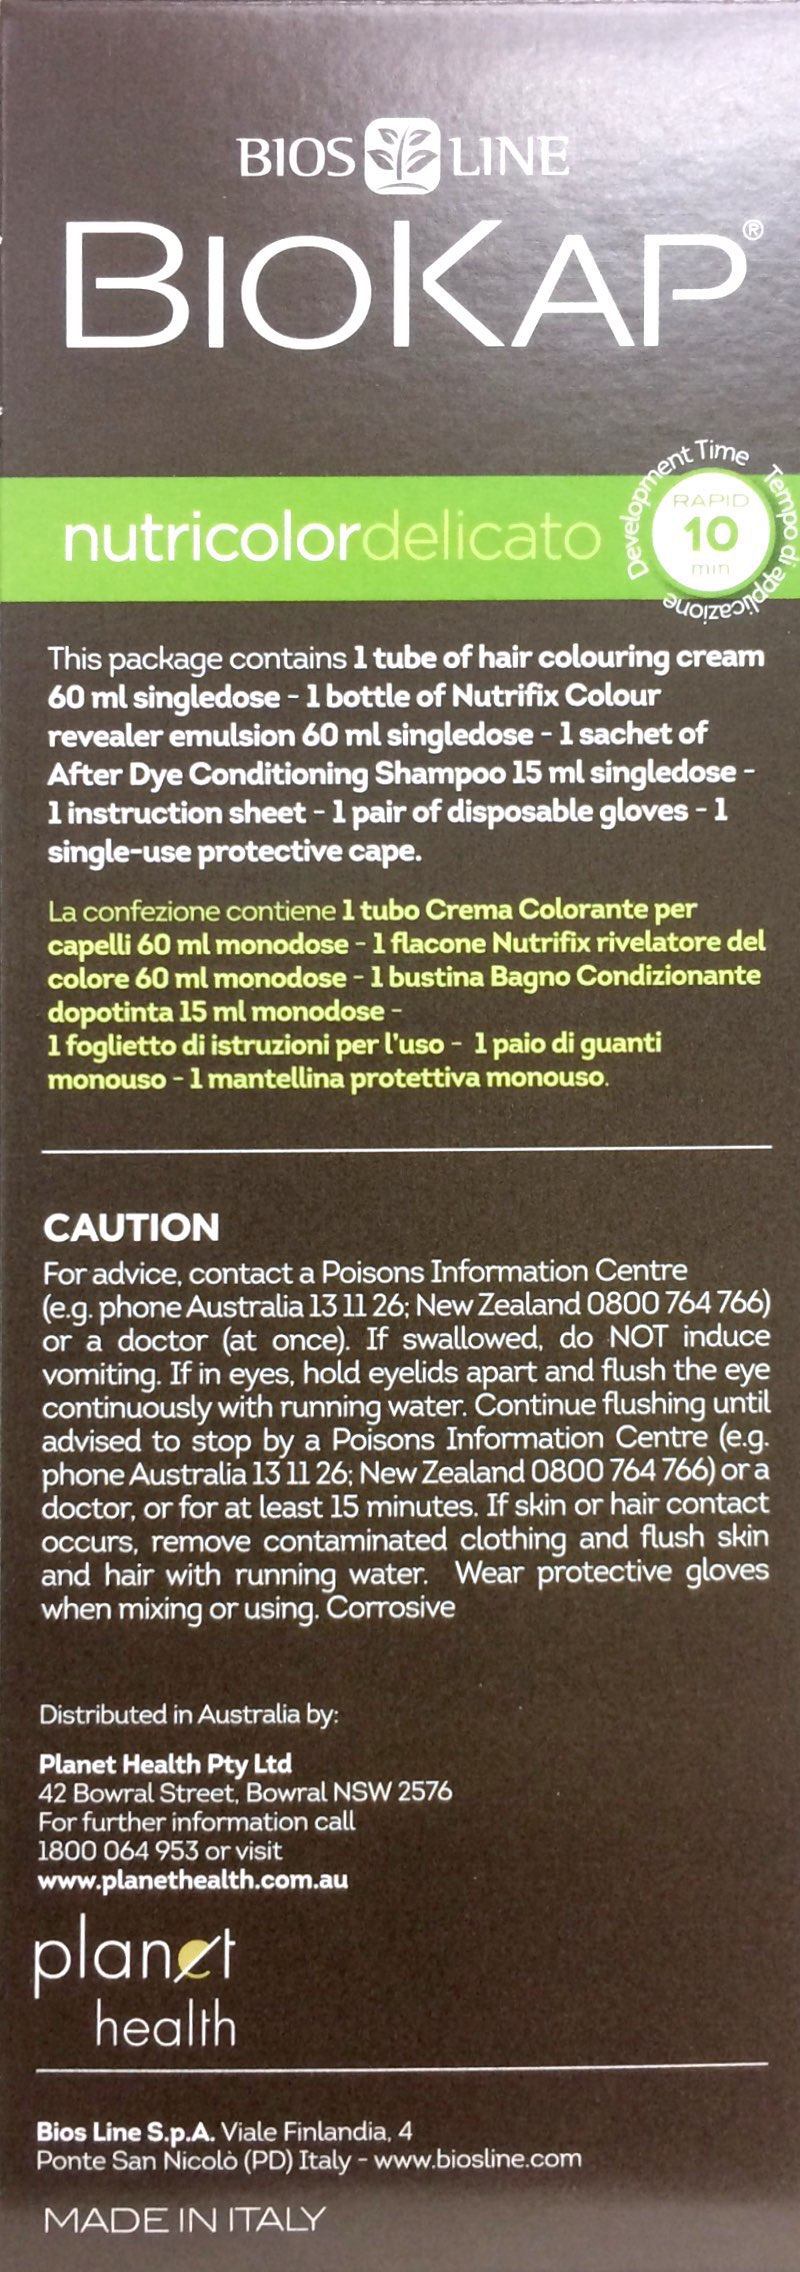 BIOS LINE
BIOKAP®
nutricolordelicato
Development Time
Tempo di applicazione
RAPID
10
min
This package contains 1 tube of hair colouring cream
60 ml singledose - 1 bottle of Nutrifix Colour
revealer emulsion 60 ml singledose - 1 sachet of
After Dye Conditioning Shampoo 15 ml singledose -
1 instruction sheet - 1 pair of disposable gloves - 1
single-use protective cape.
La confezione contiene 1 tubo Crema Colorante per
capelli 60 ml monodose - 1 flacone Nutrifix rivelatore del
colore 60 ml monodose - 1 bustina Bagno Condizionante
dopotinta 15 ml monodose -
1 foglietto di istruzioni per l'uso - 1 paio di guanti
monouso - 1 mantellina protettiva monouso.
CAUTION
For advice, contact a Poisons Information Centre
(e.g. phone Australia 13 11 26; New Zealand 0800 764 766)
or a doctor (at once). If swallowed, do NOT induce
vomiting. If in eyes, hold eyelids apart and flush the eye
continuously with running water. Continue flushing until
advised to stop by a Poisons Information Centre (e.g.
phone Australia 13 11 26; New Zealand 0800 764 766) or a
doctor, or for at least 15 minutes. If skin or hair contact
occurs, remove contaminated clothing and flush skin
and hair with running water. Wear protective gloves
when mixing or using. Corrosive
Distributed in Australia by:
Planet Health Pty Ltd
42 Bowral Street, Bowral NSW 2576
For further information call
1800 064 953 or visit
www.planethealth.com.au
planet
health
Bios Line S.p.A. Viale Finlandia, 4
Ponte San Nicolò (PD) Italy - www.biosline.com
MADE IN ITALY